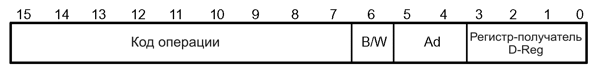 15 14 13 12 11 10 9 8 7 6 5 4 3 2 1 0
Код операции B/W Ad Регистр-получатель
D-Reg